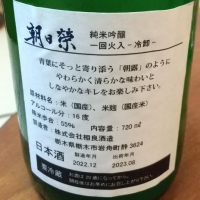 朝日榮
純米吟醸
一回火入 -冷卸-
青葉にそっと寄り添う「朝露」のように
やわらかく清らかな味わいと
しなやかなキレをお楽しみください。
原材料名:米(国産)、米麹(国産米)
アルコール分:16度
精米歩合:55% 内容量:720㎖
製造者:株式会社相良酒造
栃木県栃木市岩舟町静3624
日本酒
製造年月 出荷年月
2022.12 2023.08
要冷蔵